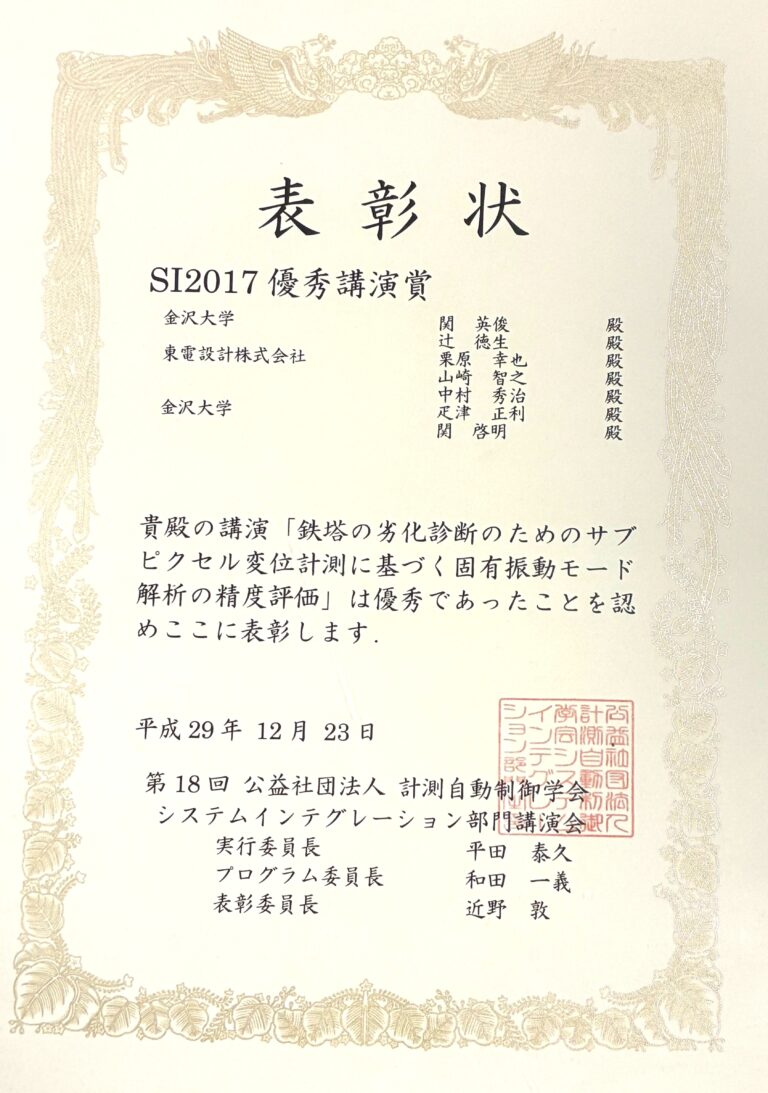 表彰状
SI2017 優秀講演賞
金沢大学 関 英俊 殿
辻 徳生 殿
東電設計株式会社 栗原 幸也 殿
山崎 智之 殿
中村 秀治 殿
金沢大学 疋津 正利 殿
関 啓明 殿
貴殿の講演「鉄塔の劣化診断のためのサブ
ピクセル変位計測に基づく固有振動モード
解析の精度評価」は優秀であったことを認
めここに表彰します.
平成 29 年 12 月 23 日
第 18 回 公益社団法人 計測自動制御学会
システムインテグレーション部門講演会
実行委員長 平田 泰久
プログラム委員長 和田 一義
表彰委員長 近野 敦